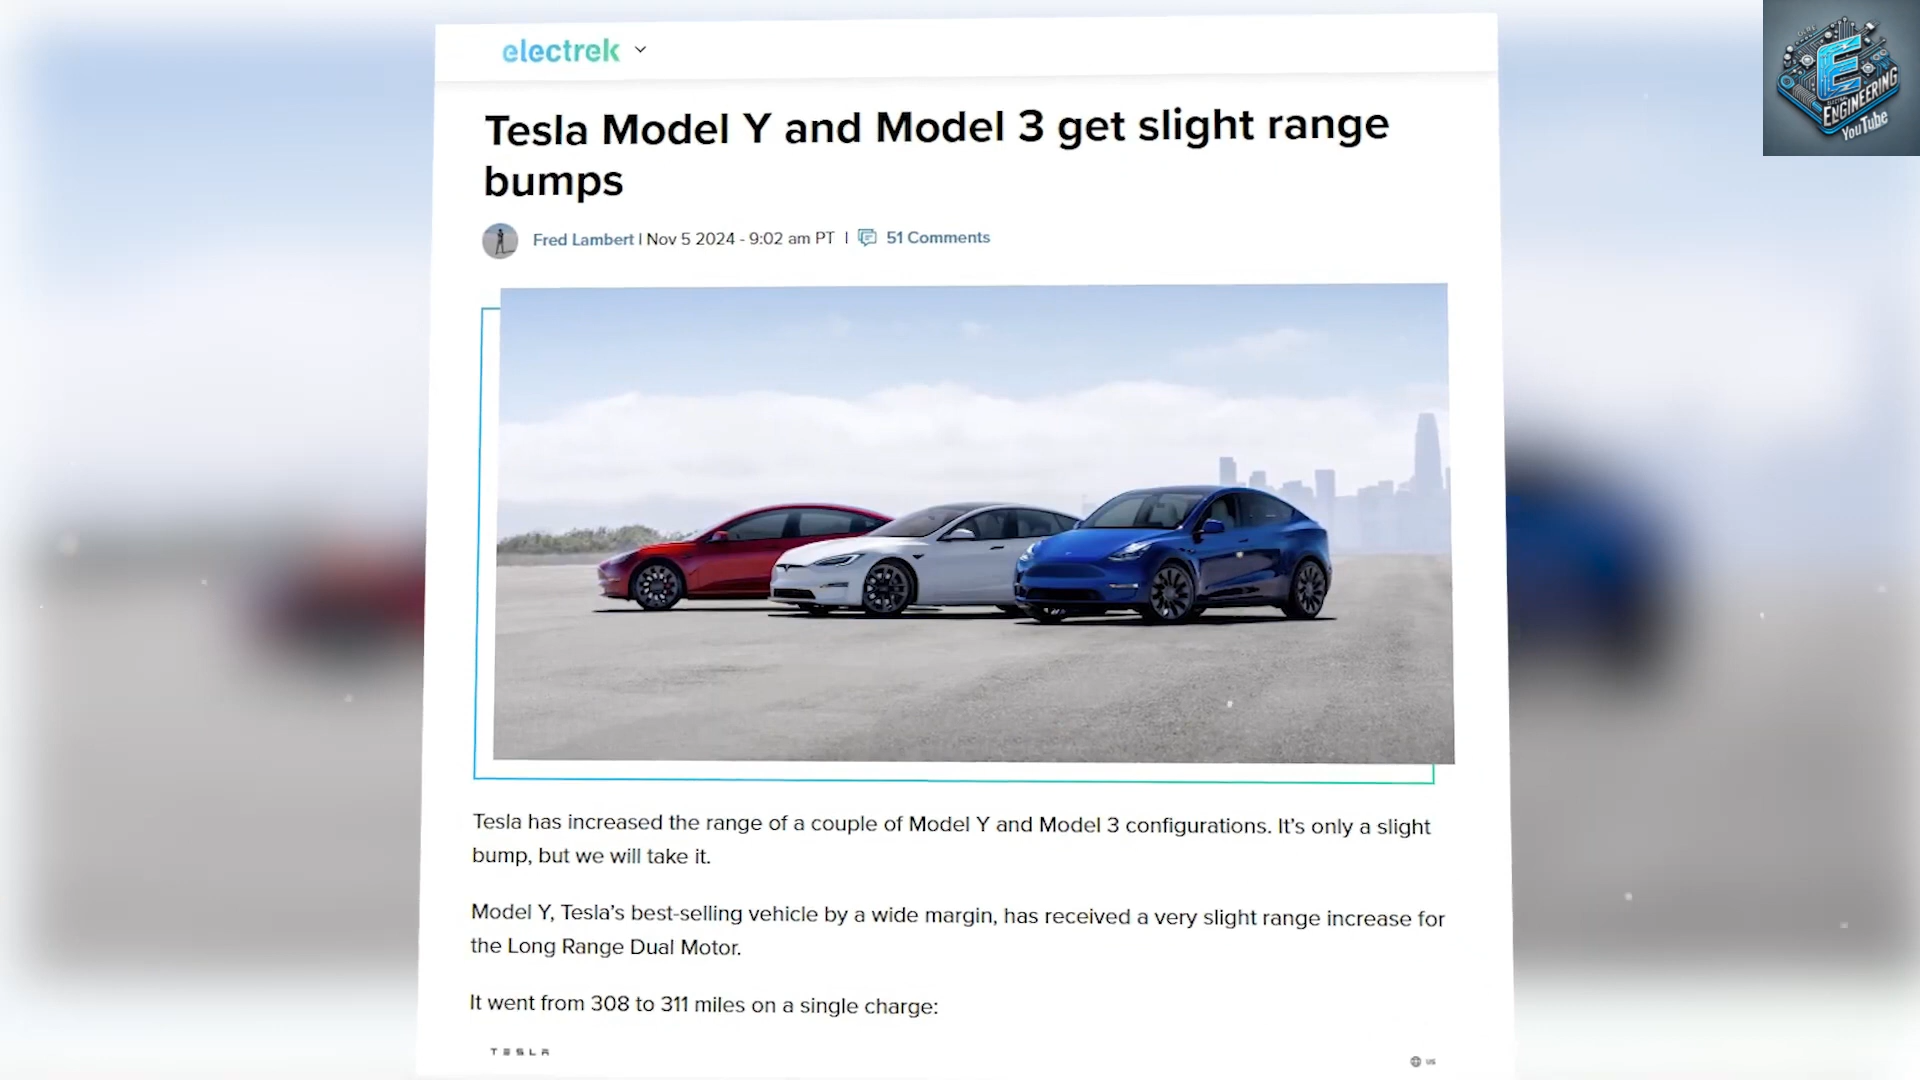 electrek
Tesla Model Y and Model 3 get slight range
bumps
Fred Lambert | Nov 5 2024 - 9:02 am PT | 51 Comments
Tesla has increased the range of a couple of Model Y and Model 3 configurations. It's only a slight
bump, but we will take it.
Model Y, Tesla's best-selling vehicle by a wide margin, has received a very slight range increase for
the Long Range Dual Motor.
It went from 308 to 311 miles on a single charge:
TESLA
US
E
ENGINEERING
YouTube